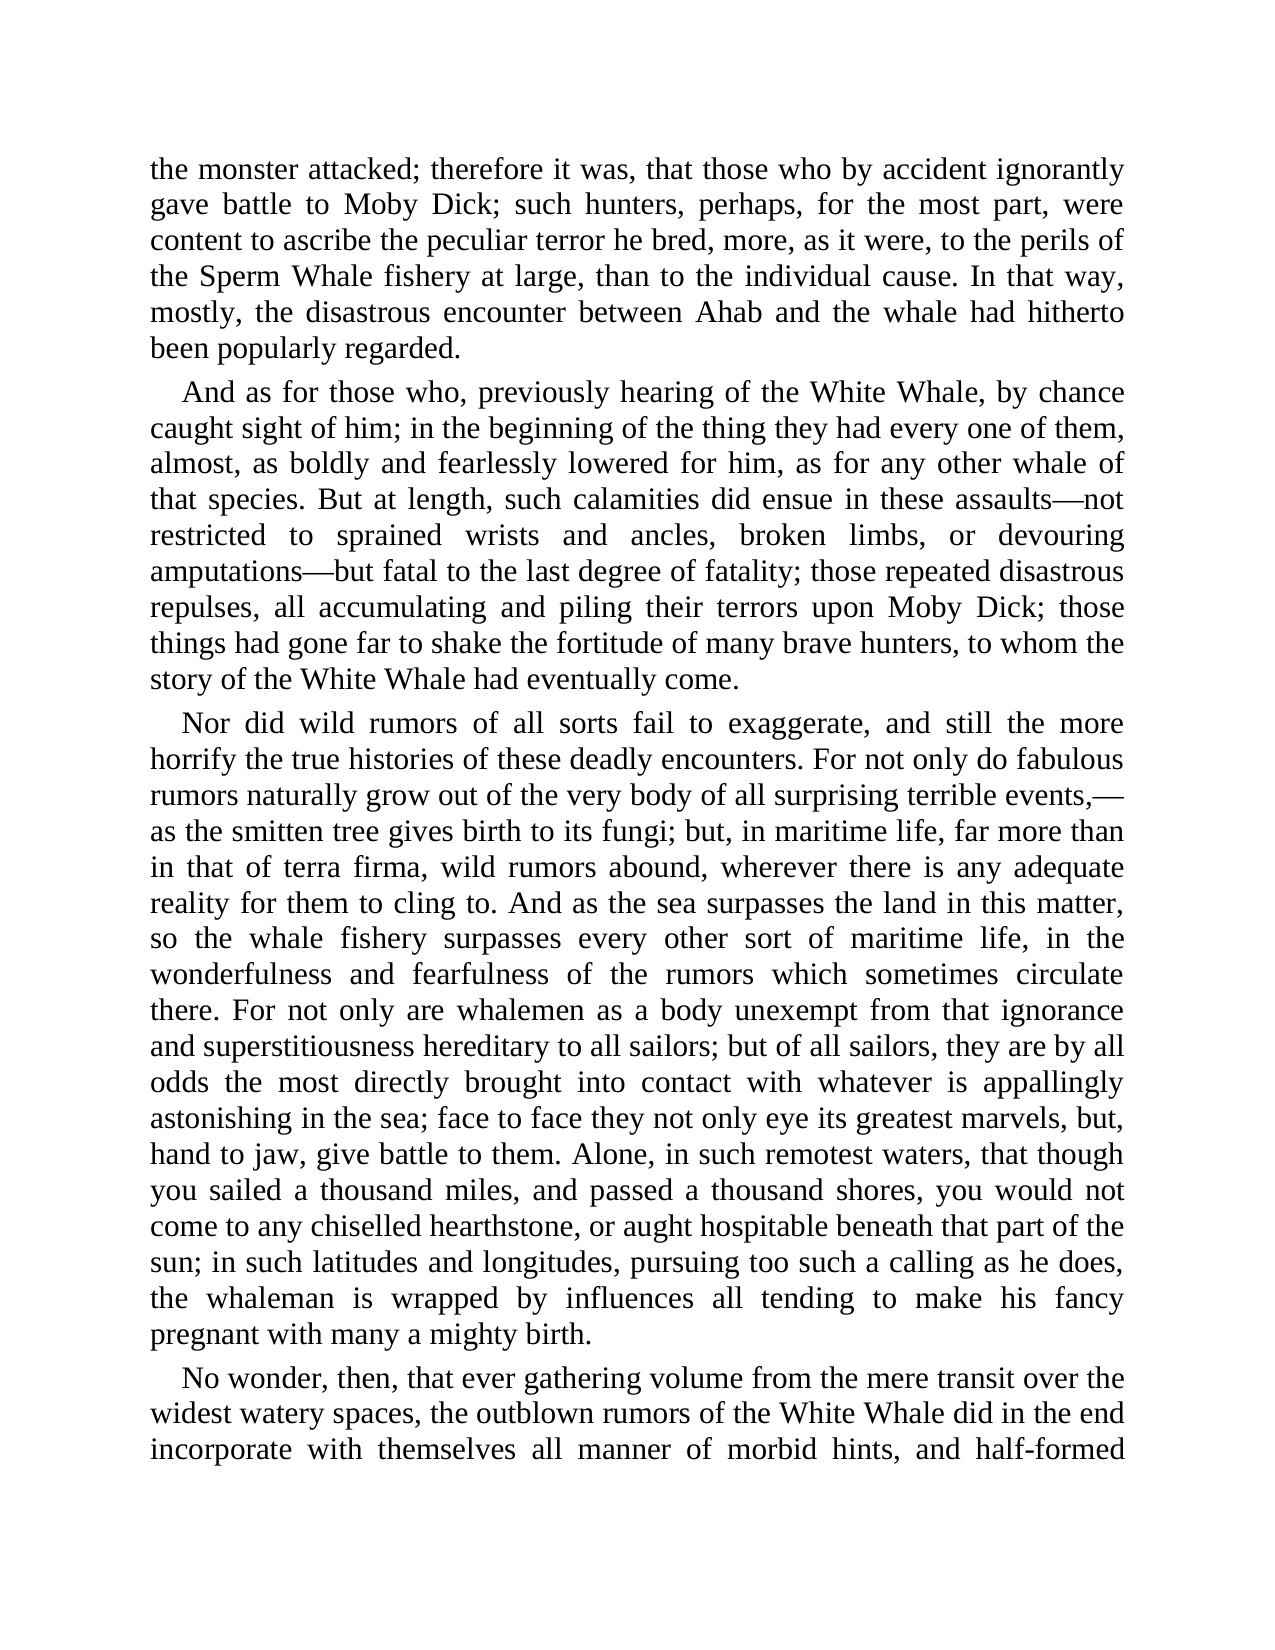 the monster attacked; therefore it was, that those who by accident ignorantly
gave battle to Moby Dick; such hunters, perhaps, for the most part, were
content to ascribe the peculiar terror he bred, more, as it were, to the perils of
the Sperm Whale fishery at large, than to the individual cause. In that way,
mostly, the disastrous encounter between Ahab and the whale had hitherto
been popularly regarded.
And as for those who, previously hearing of the White Whale, by chance
caught sight of him; in the beginning of the thing they had every one of them,
almost, as boldly and fearlessly lowered for him, as for any other whale of
that species. But at length, such calamities did ensue in these assaults—not
restricted to sprained wrists and ancles, broken limbs, or devouring
amputations—but fatal to the last degree of fatality; those repeated disastrous
repulses, all accumulating and piling their terrors upon Moby Dick; those
things had gone far to shake the fortitude of many brave hunters, to whom the
story of the White Whale had eventually come.
Nor did wild rumors of all sorts fail to exaggerate, and still the more
horrify the true histories of these deadly encounters. For not only do fabulous
rumors naturally grow out of the very body of all surprising terrible events,—
as the smitten tree gives birth to its fungi; but, in maritime life, far more than
in that of terra firma, wild rumors abound, wherever there is any adequate
reality for them to cling to. And as the sea surpasses the land in this matter,
so the whale fishery surpasses every other sort of maritime life, in the
wonderfulness and fearfulness of the rumors which sometimes circulate
there. For not only are whalemen as a body unexempt from that ignorance
and superstitiousness hereditary to all sailors; but of all sailors, they are by all
odds the most directly brought into contact with whatever is appallingly
astonishing in the sea; face to face they not only eye its greatest marvels, but,
hand to jaw, give battle to them. Alone, in such remotest waters, that though
you sailed a thousand miles, and passed a thousand shores, you would not
come to any chiselled hearthstone, or aught hospitable beneath that part of the
sun; in such latitudes and longitudes, pursuing too such a calling as he does,
the whaleman is wrapped by influences all tending to make his fancy
pregnant with many a mighty birth.
No wonder, then, that ever gathering volume from the mere transit over the
widest watery spaces, the outblown rumors of the White Whale did in the end
incorporate with themselves all manner of morbid hints, and half-formed